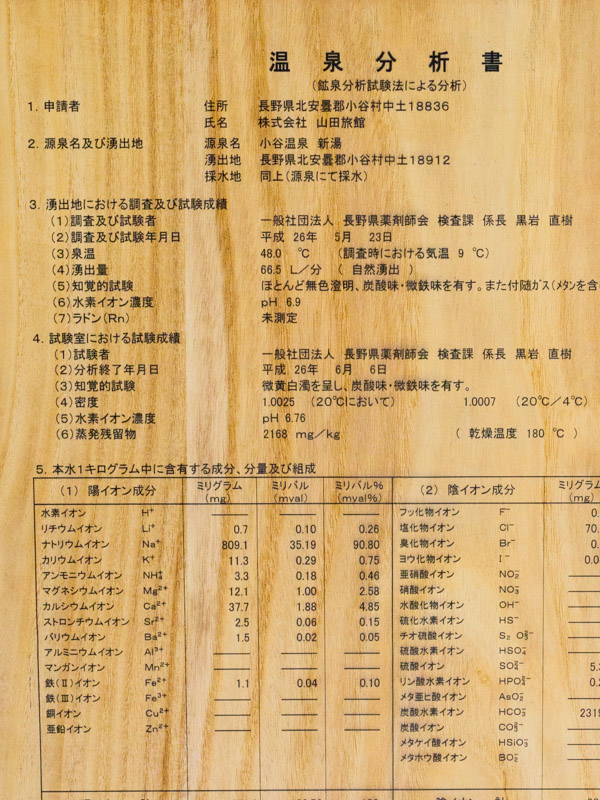 温泉分析書
（鉱泉分析試験法による分析）
1. 申請者 住所 長野県北安曇郡小谷村中土18836
氏名 株式会社 山田旅館
2. 源泉名及び湧出地 源泉名 小谷温泉 新湯
湧出地 長野県北安曇郡小谷村中土18912
採水地 同上（源泉にて採水）
3. 湧出地における調査及び試験成績
（1）調査及び試験者 一般社団法人 長野県薬剤師会 検査課 係長 黒岩 直樹
（2）調査及び試験年月日 平成 26年 5月 23日
（3）泉温 48.0 ℃ （調査時における気温 9 ℃）
（4）湧出量 66.5 L／分 （ 自然湧出 ）
（5）知覚的試験 ほとんど無色澄明、炭酸味・微鉄味を有す。また付随ガス（メタンを含
（6）水素イオン濃度 pH 6.9
（7）ラドン（Rn） 未測定
4. 試験室における試験成績
（1）試験者 一般社団法人 長野県薬剤師会 検査課 係長 黒岩 直樹
（2）分析終了年月日 平成 26年 6月 6日
（3）知覚的試験 微黄白濁を呈し、炭酸味・微鉄味を有す。
（4）密度 1.0025 （20℃において） 1.0007 （20℃／4℃）
（5）水素イオン濃度 pH 6.76
（6）蒸発残留物 2168 mg／kg （ 乾燥温度 180 ℃ ）
5. 本水1キログラム中に含有する成分、分量及び組成
（1） 陽イオン成分 ミリグラム（mg） ミリバル（mval） ミリバル%（mval%） （2） 陰イオン成分 ミリグラム（mg）
水素イオン H⁺ ―― ―― ―― フッ化物イオン F⁻ 0.
リチウムイオン Li⁺ 0.7 0.10 0.26 塩化物イオン Cl⁻ 70.
ナトリウムイオン Na⁺ 809.1 35.19 90.80 臭化物イオン Br⁻ 0.
カリウムイオン K⁺ 11.3 0.29 0.75 ヨウ化物イオン I⁻ 0.0
アンモニウムイオン NH₄⁺ 3.3 0.18 0.46 亜硝酸イオン NO₂⁻ ――
マグネシウムイオン Mg²⁺ 12.1 1.00 2.58 硝酸イオン NO₃⁻ ――
カルシウムイオン Ca²⁺ 37.7 1.88 4.85 水酸化物イオン OH⁻ ――
ストロンチウムイオン Sr²⁺ 2.5 0.06 0.15 硫化水素イオン HS⁻ ――
バリウムイオン Ba²⁺ 1.5 0.02 0.05 チオ硫酸イオン S₂O₃²⁻ ――
アルミニウムイオン Al³⁺ ―― ―― ―― 硫酸水素イオン HSO₄⁻ ――
マンガンイオン Mn²⁺ ―― ―― ―― 硫酸イオン SO₄²⁻ 5.
鉄（Ⅱ）イオン Fe²⁺ 1.1 0.04 0.10 リン酸水素イオン HPO₄²⁻ 0.
鉄（Ⅲ）イオン Fe³⁺ ―― ―― ―― メタ亜ヒ酸イオン AsO₂⁻ ――
銅イオン Cu²⁺ ―― ―― ―― 炭酸水素イオン HCO₃⁻ 2319
亜鉛イオン Zn²⁺ ―― ―― ―― 炭酸イオン CO₃²⁻ ――
メタケイ酸イオン HSiO₃⁻ ――
メタホウ酸イオン BO₂⁻ ――